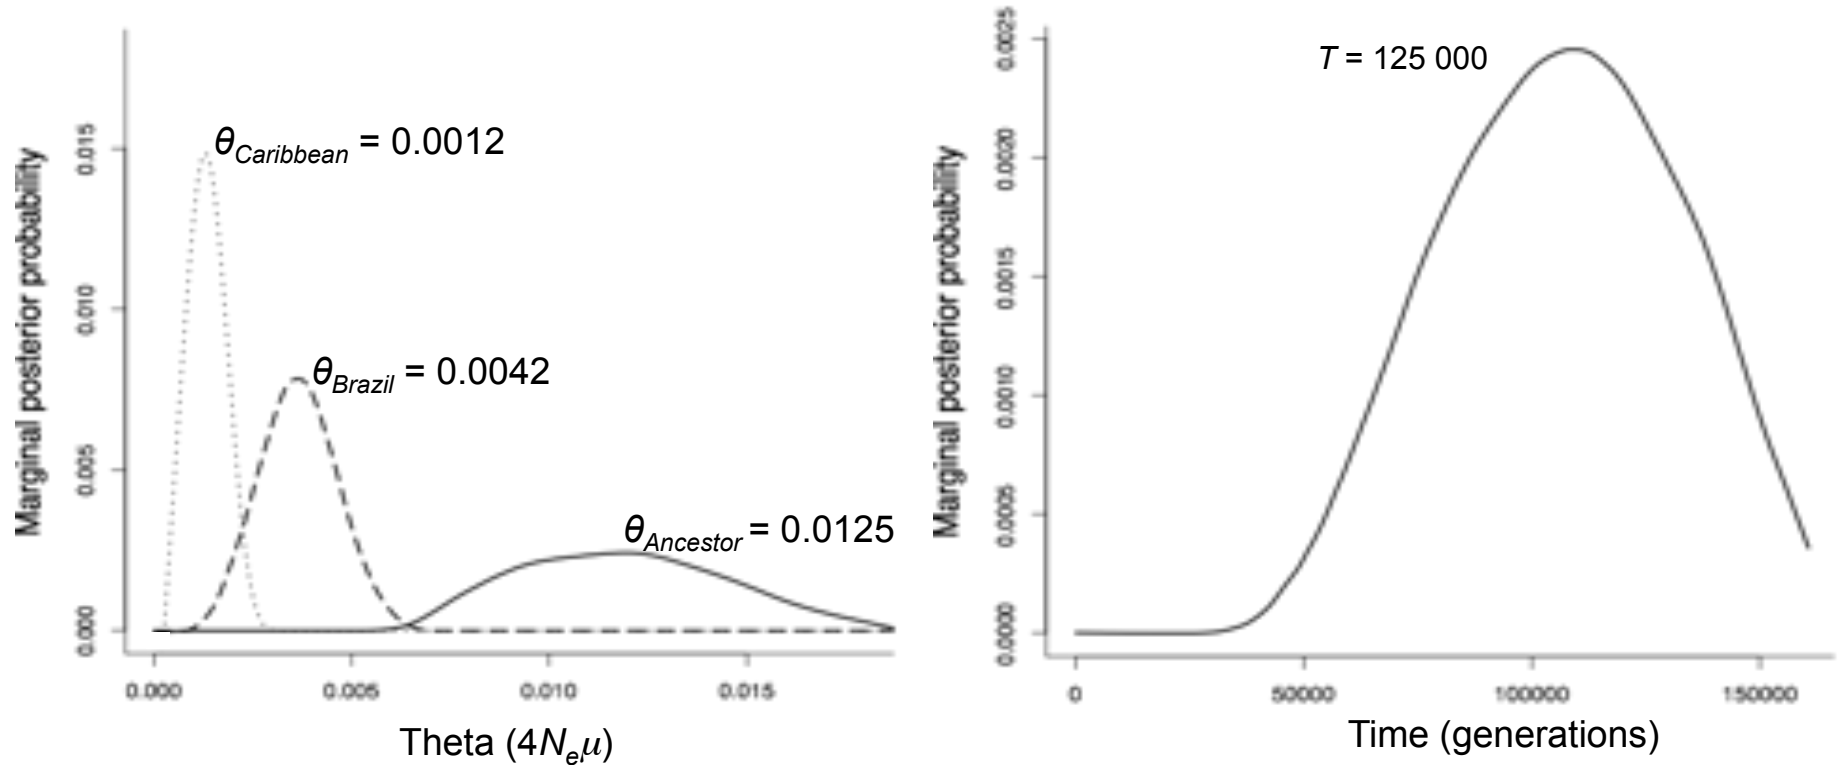 Marginal posterior probability
0.015
0.010
0.005
0.000
θCaribbean = 0.0012
θBrazil = 0.0042
θAncestor = 0.0125
0.000 0.005 0.010 0.015
Theta (4Neμ)
Marginal posterior probability
0.0025
0.0020
0.0015
0.0010
0.0005
0.0000
T = 125 000
0 50000 100000 150000
Time (generations)